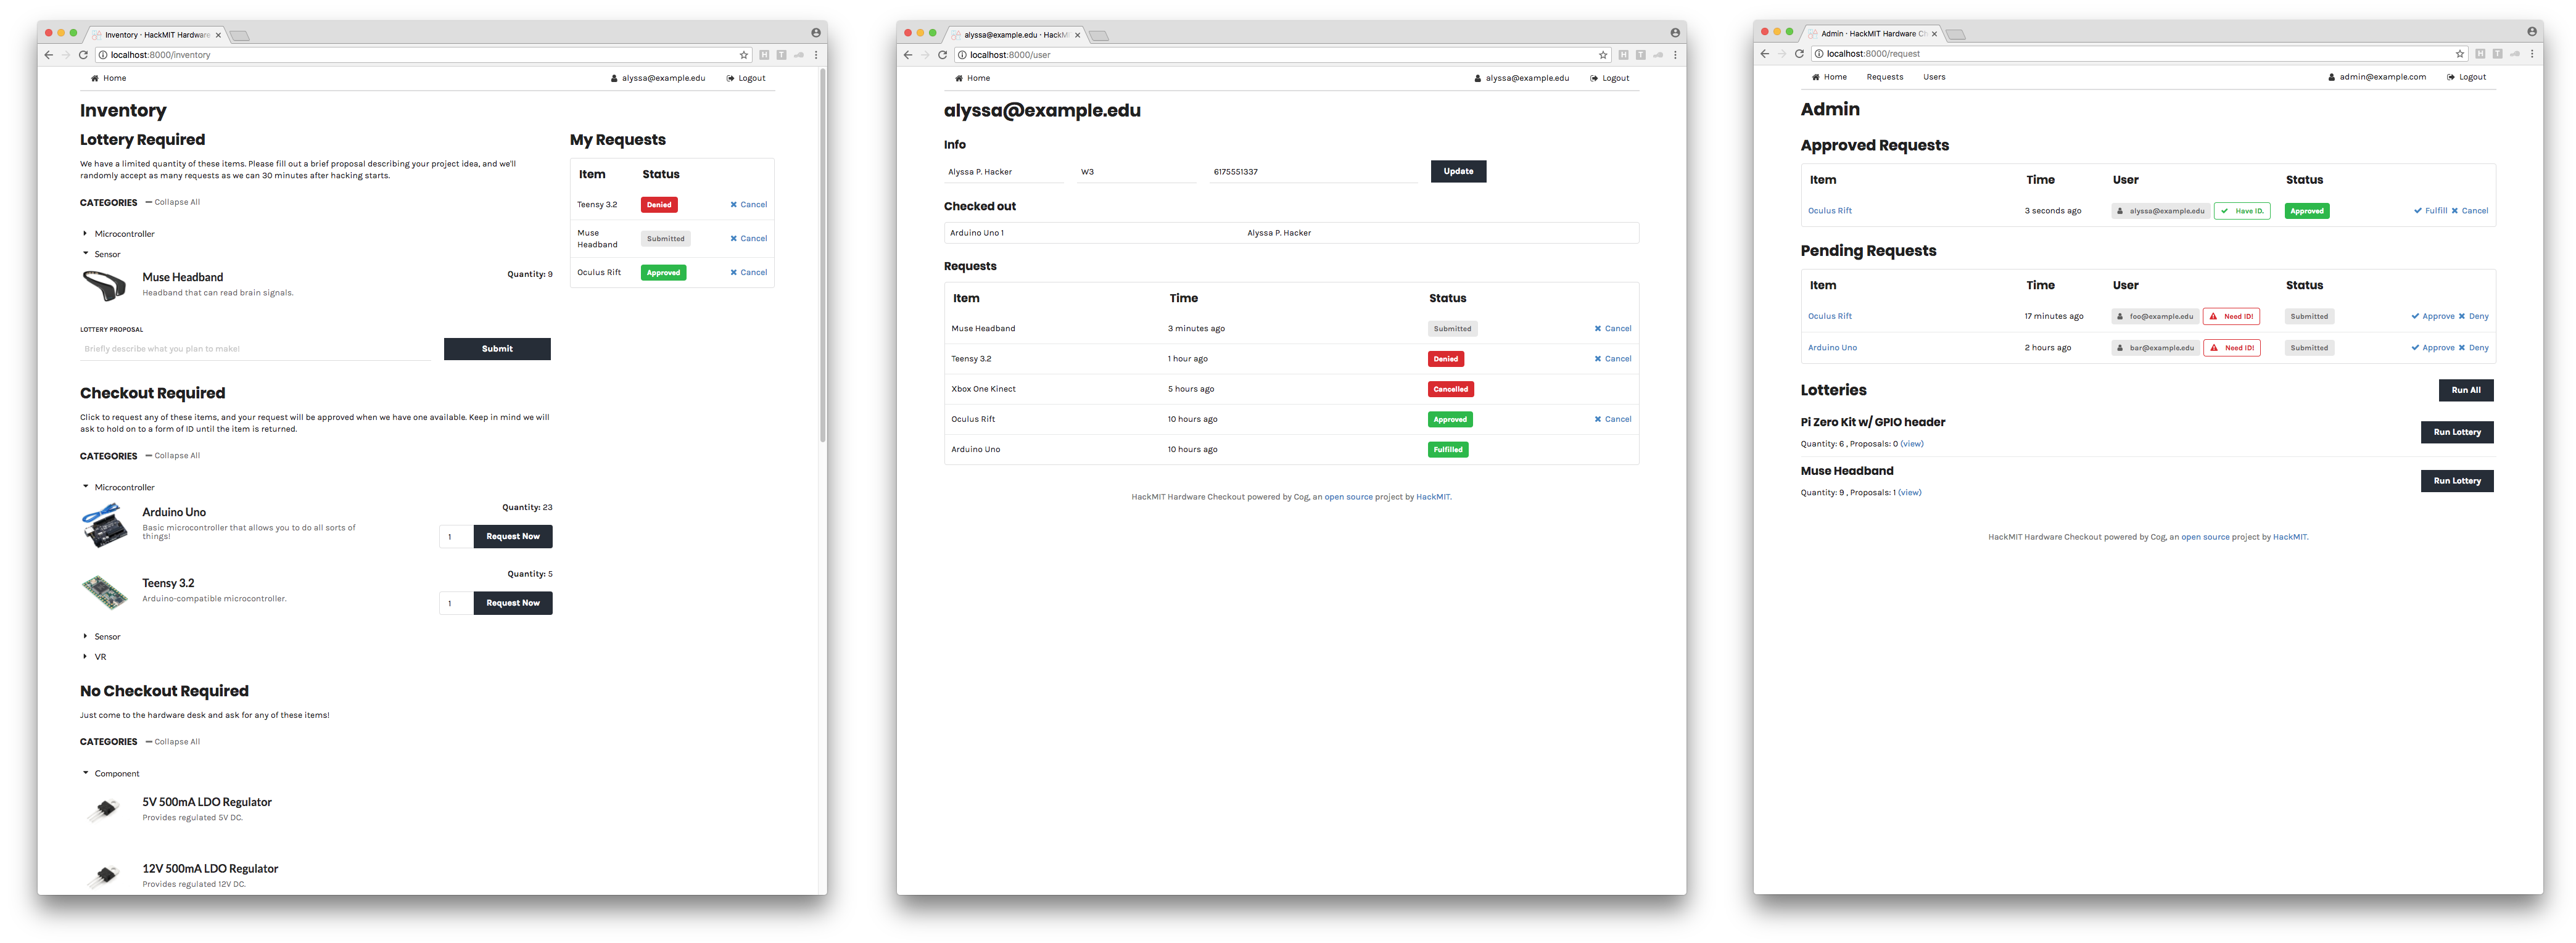 Inventory · HackMIT Hardware
localhost:8000/inventory
Home
alyssa@example.edu
Logout
Inventory
Lottery Required
We have a limited quantity of these items. Please fill out a brief proposal describing your project idea, and we'll
randomly accept as many requests as we can 30 minutes after hacking starts.
CATEGORIES
Collapse All
Microcontroller
Sensor
Muse Headband
Quantity: 9
Headband that can read brain signals.
LOTTERY PROPOSAL
Briefly describe what you plan to make!
Submit
My Requests
Item Status
Teensy 3.2 Denied Cancel
Muse
Headband
Submitted Cancel
Oculus Rift Approved Cancel
Checkout Required
Click to request any of these items, and your request will be approved when we have one available. Keep in mind we will
ask to hold on to a form of ID until the item is returned.
CATEGORIES
Collapse All
Microcontroller
Arduino Uno
Quantity: 23
Basic microcontroller that allows you to do all sorts of
things!
1 Request Now
Teensy 3.2
Quantity: 5
Arduino-compatible microcontroller.
1 Request Now
Sensor
VR
No Checkout Required
Just come to the hardware desk and ask for any of these items!
CATEGORIES
Collapse All
Component
5V 500mA LDO Regulator
Provides regulated 5V DC.
12V 500mA LDO Regulator
Provides regulated 12V DC.
alyssa@example.edu · HackM
localhost:8000/user
Home
alyssa@example.edu
Logout
alyssa@example.edu
Info
Alyssa P. Hacker W3 6175551337 Update
Checked out
Arduino Uno 1 Alyssa P. Hacker
Requests
Item Time Status
Muse Headband 3 minutes ago Submitted Cancel
Teensy 3.2 1 hour ago Denied Cancel
Xbox One Kinect 5 hours ago Cancelled
Oculus Rift 10 hours ago Approved Cancel
Arduino Uno 10 hours ago Fulfilled
HackMIT Hardware Checkout powered by Cog, an open source project by HackMIT.
Admin · HackMIT Hardware Ch
localhost:8000/request
Home Requests Users
admin@example.com
Logout
Admin
Approved Requests
Item Time User Status
Oculus Rift 3 seconds ago alyssa@example.edu Have ID. Approved Fulfill Cancel
Pending Requests
Item Time User Status
Oculus Rift 17 minutes ago foo@example.edu Need ID! Submitted Approve Deny
Arduino Uno 2 hours ago bar@example.edu Need ID! Submitted Approve Deny
Lotteries
Run All
Pi Zero Kit w/ GPIO header
Quantity: 6 , Proposals: 0 (view)
Run Lottery
Muse Headband
Quantity: 9 , Proposals: 1 (view)
Run Lottery
HackMIT Hardware Checkout powered by Cog, an open source project by HackMIT.